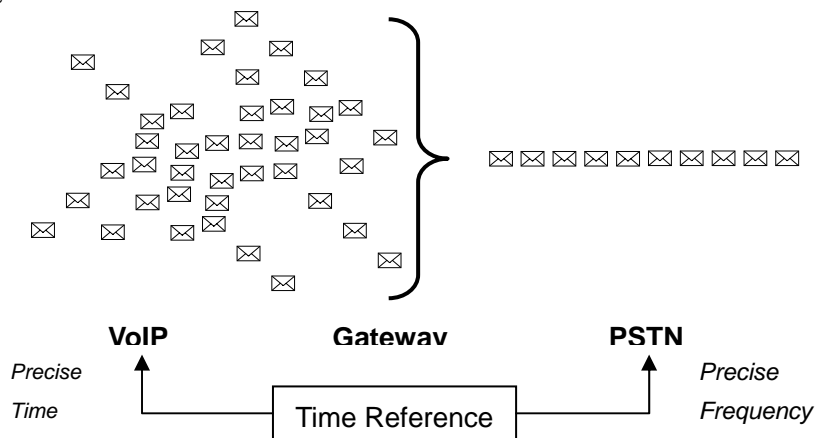 VoIP Gateway PSTN
Precise Precise
Time Time Reference Frequency